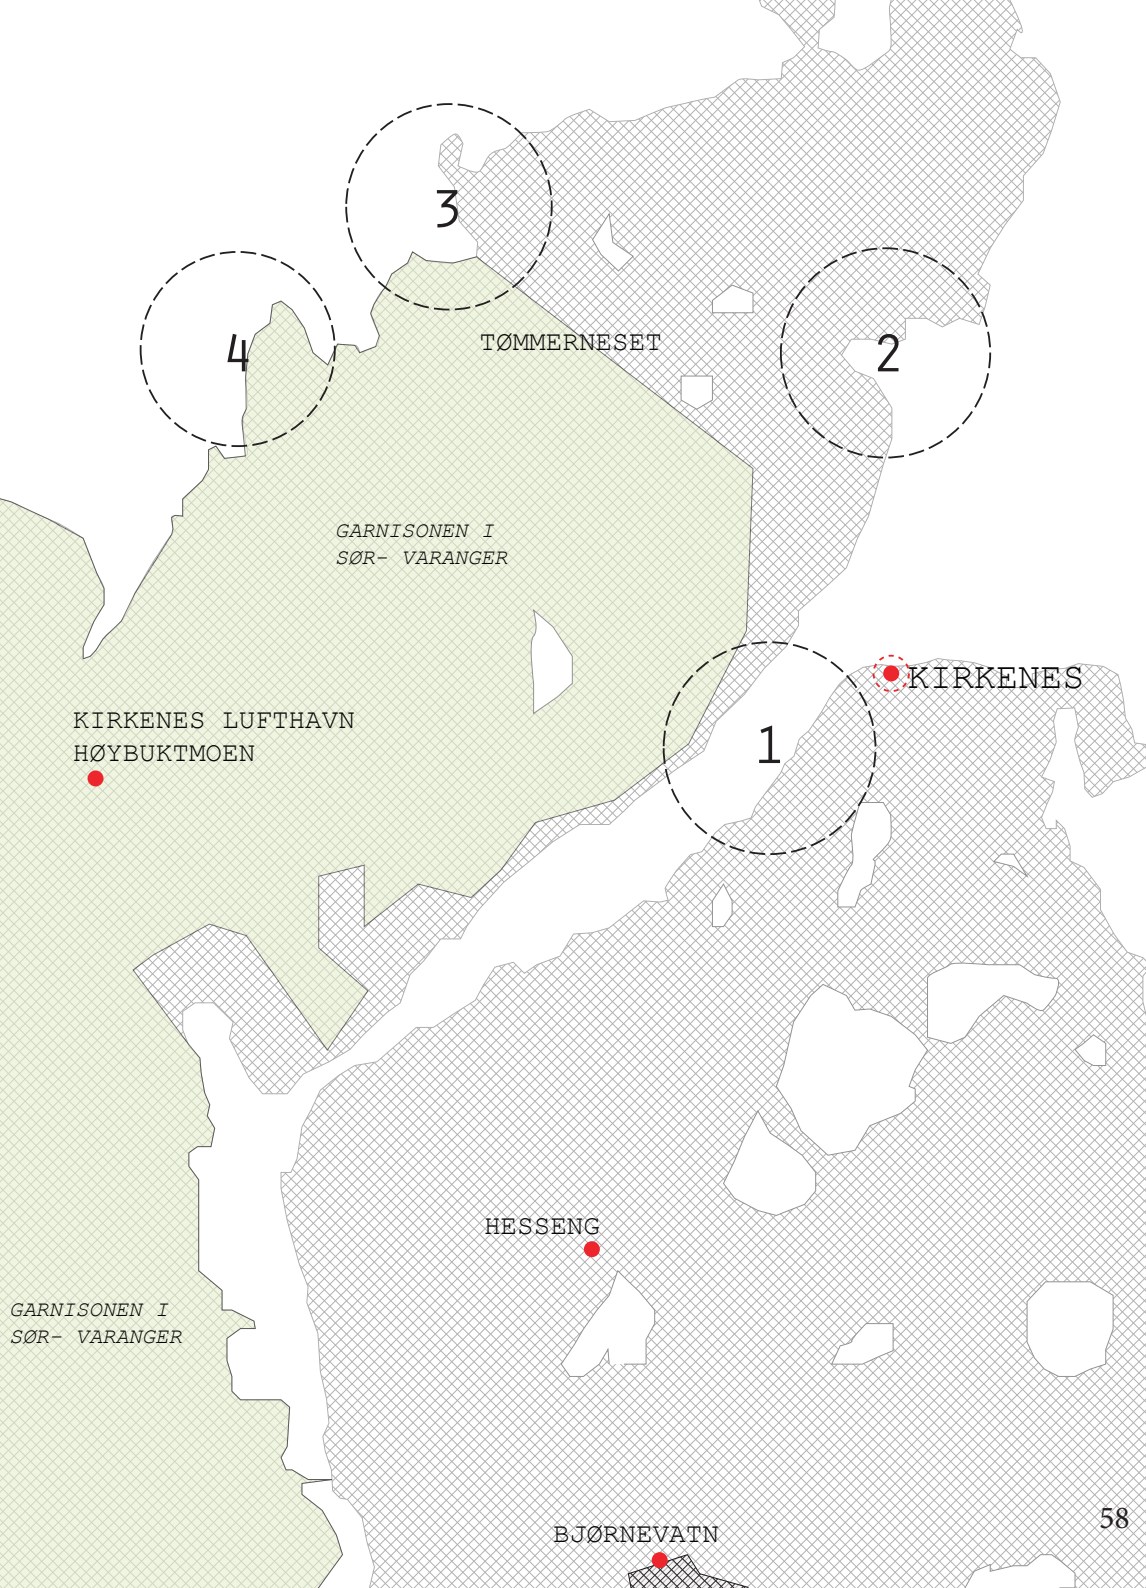 3
4
TØMMERNESET
2
GARNISONEN I
SØR- VARANGER
KIRKENES
KIRKENES LUFTHAVN
HØYBUKTMOEN
1
HESSENG
GARNISONEN I
SØR- VARANGER
58
BJØRNEVATN